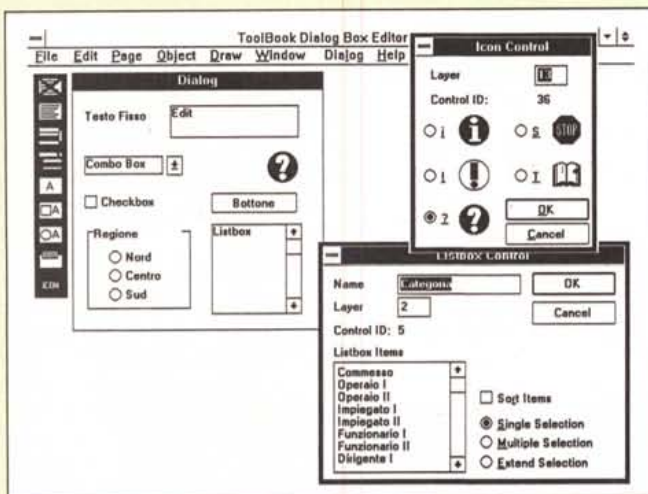 ToolBook Dialog Box Editor
File Edit Page Object Draw Window Dialog Help
Dialog
Testo Fisso
Edit
Combo Box
Checkbox
Bottone
Regione
Nord
Centro
Sud
Listbox
A
A
A
ICON
Icon Control
Layer
Control ID: 36
i
S STOP
!
I
?
OK
Cancel
Listbox Control
Name Categoria
OK
Layer 2
Cancel
Control ID: 5
Listbox Items
Commesso
Operaio I
Operaio II
Impiegato I
Impiegato II
Funzionario I
Funzionario II
Dirigente I
Sort Items
Single Selection
Multiple Selection
Extend Selection